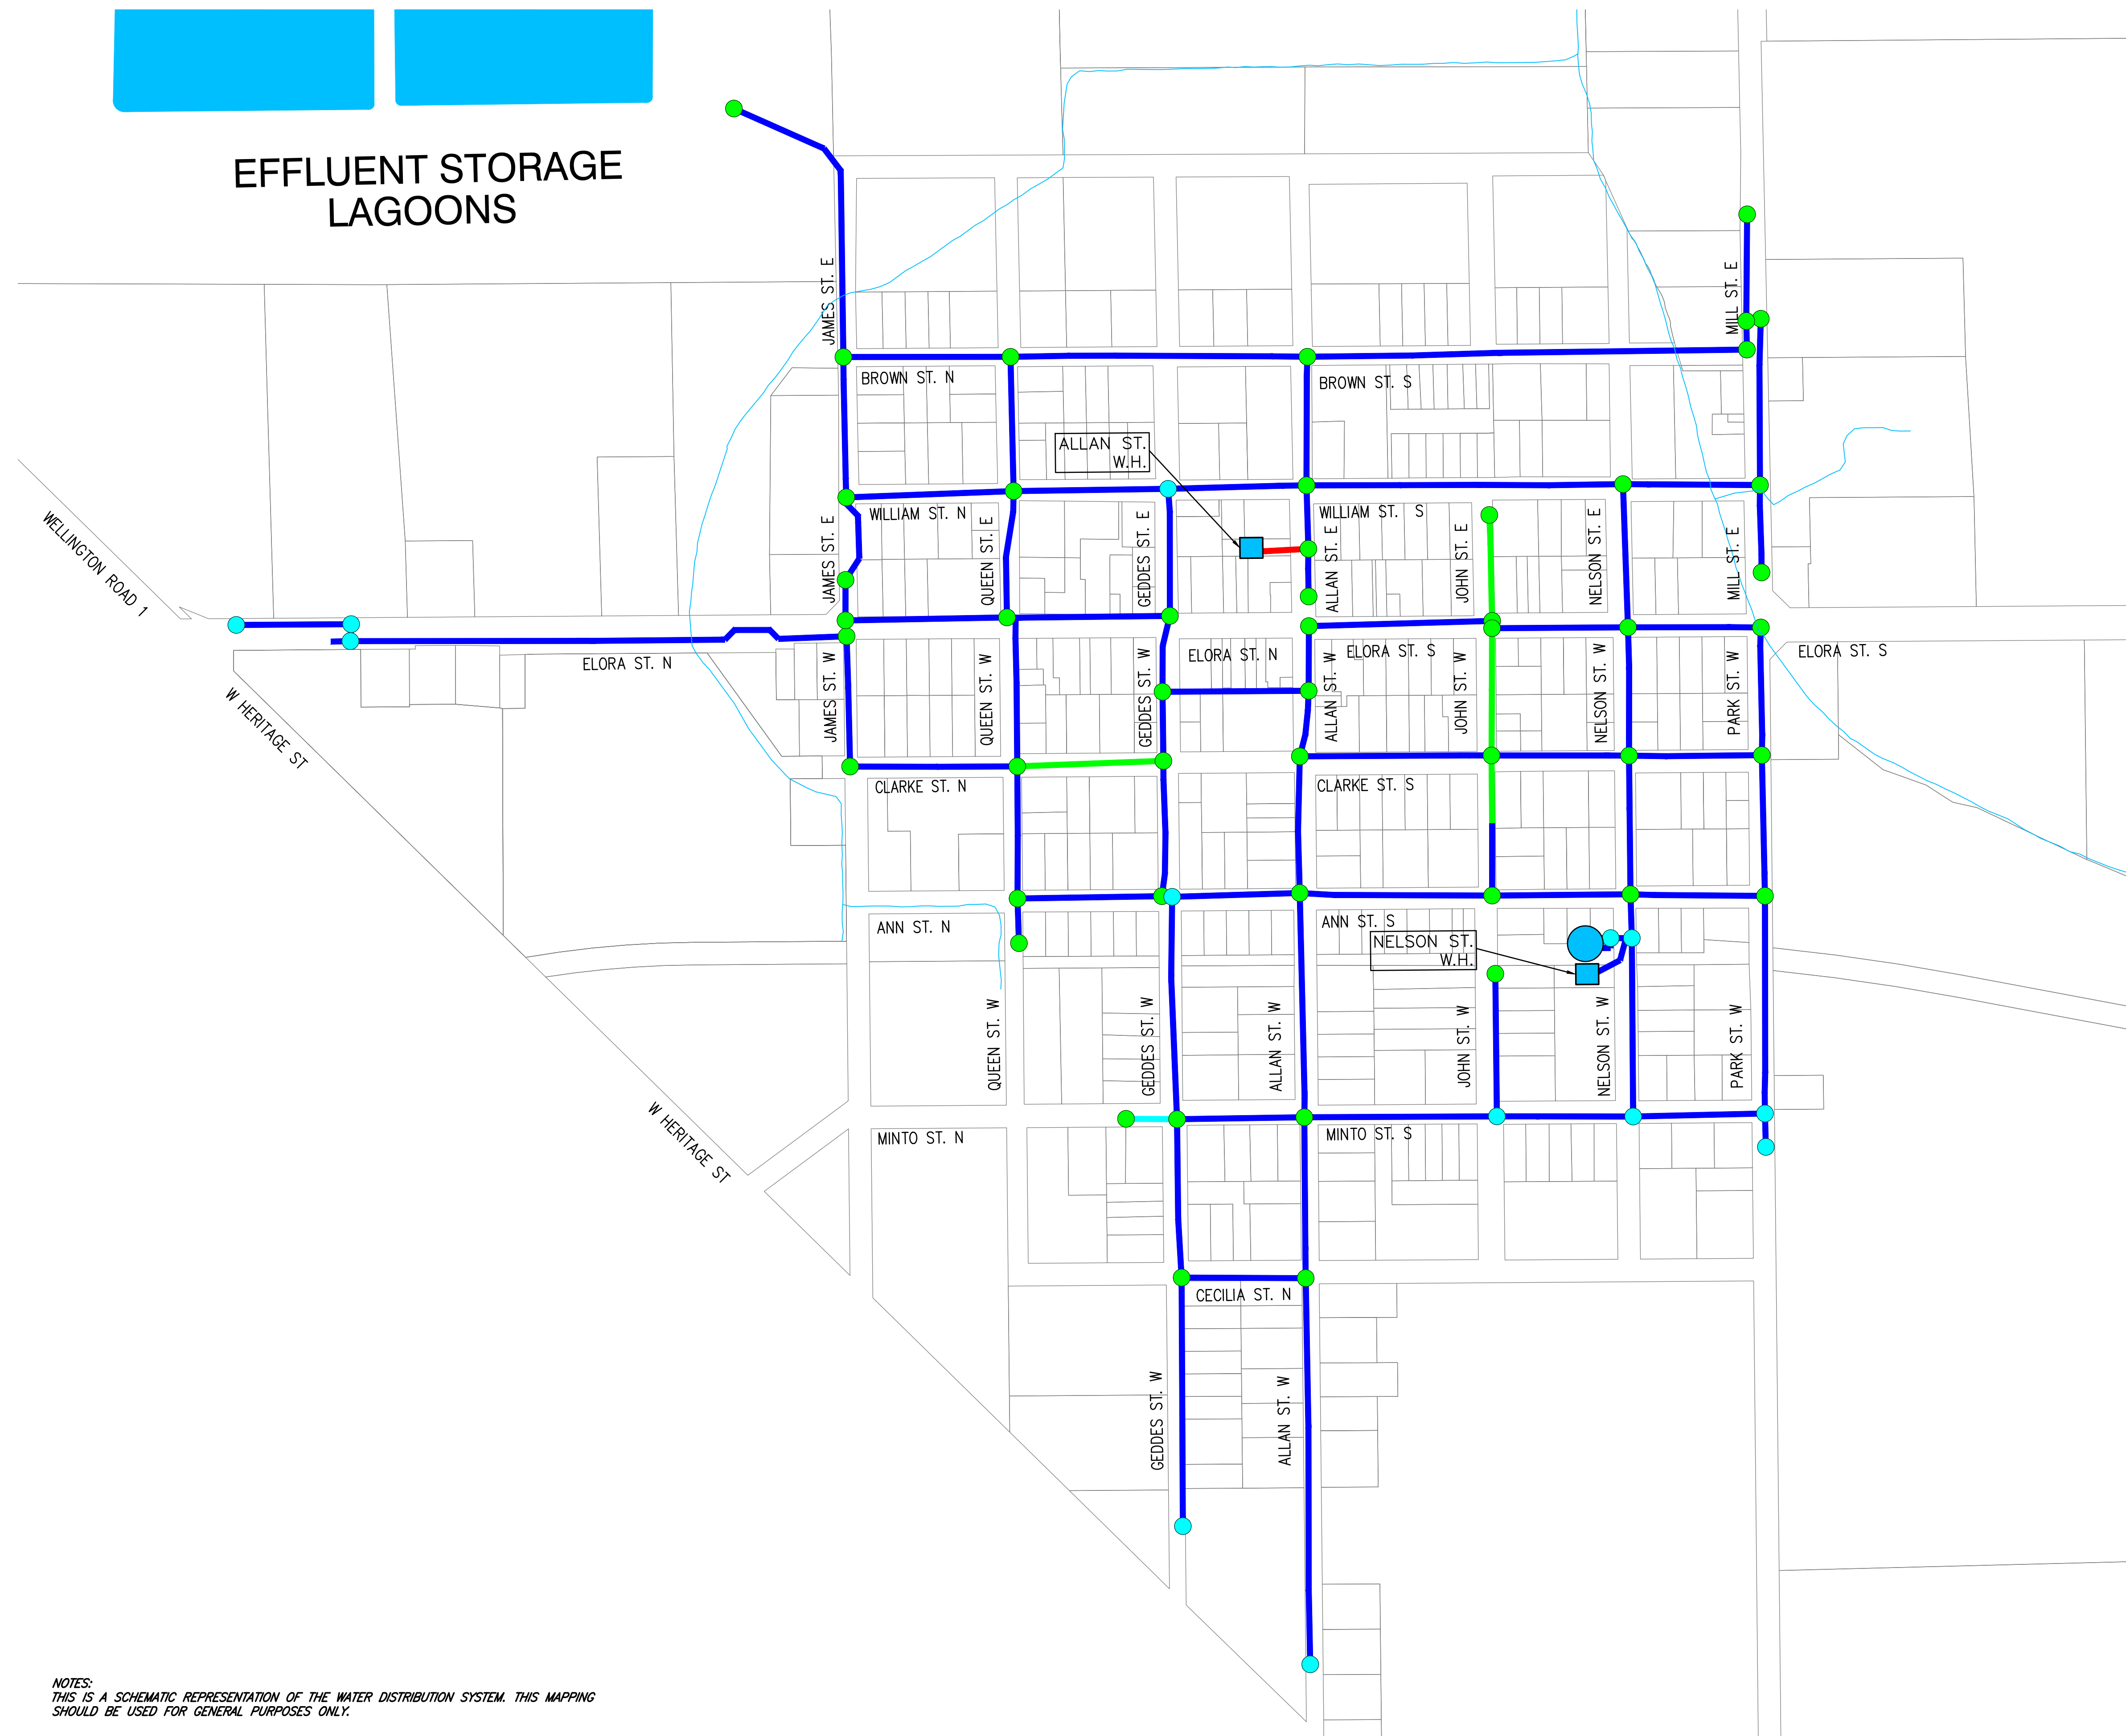 EFFLUENT STORAGE
LAGOONS
JAMES ST. E
MILL ST. E
BROWN ST. N
BROWN ST. S
ALLAN ST.
W.H.
WELLINGTON ROAD 1
JAMES ST. E
WILLIAM ST. N
QUEEN ST. E
GEDDES ST. E
WILLIAM ST. S
ALLAN ST. E
JOHN ST. E
NELSON ST. E
MILL ST. E
ELORA ST. N
JAMES ST. W
QUEEN ST. W
GEDDES ST. W
ELORA ST. N
ALLAN ST. W
ELORA ST. S
JOHN ST. W
NELSON ST. W
PARK ST. W
ELORA ST. S
W HERITAGE ST
CLARKE ST. N
CLARKE ST. S
ANN ST. N
ANN ST. S
NELSON ST.
W.H.
QUEEN ST. W
GEDDES ST. W
ALLAN ST. W
JOHN ST. W
NELSON ST. W
PARK ST. W
W HERITAGE ST
MINTO ST. N
MINTO ST. S
CECILIA ST. N
GEDDES ST. W
ALLAN ST. W
NOTES:
THIS IS A SCHEMATIC REPRESENTATION OF THE WATER DISTRIBUTION SYSTEM. THIS MAPPING
SHOULD BE USED FOR GENERAL PURPOSES ONLY.